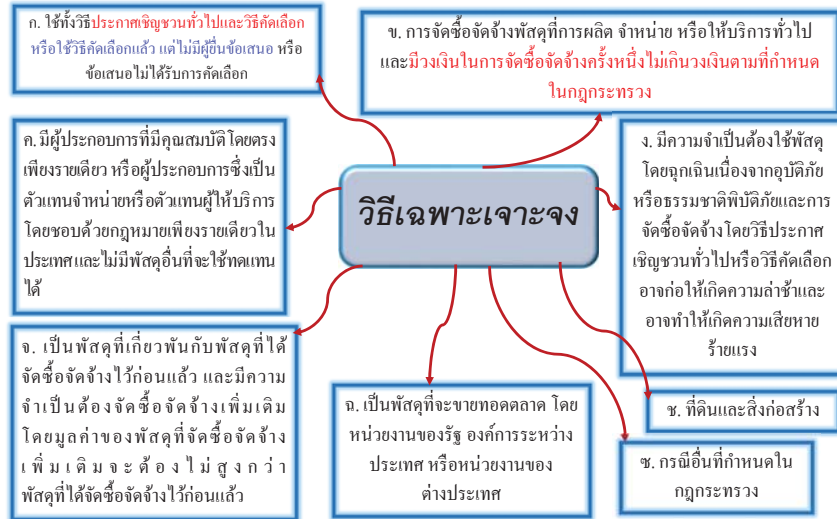 ก. ใช้ทั้งวิธีประกาศเชิญชวนทั่วไปและวิธีคัดเลือก
หรือใช้วิธีคัดเลือกแล้ว แต่ไม่มีผู้ยื่นข้อเสนอ หรือ
ข้อเสนอไม่ได้รับการคัดเลือก
ข. การจัดซื้อจัดจ้างพัสดุที่การผลิต จำหน่าย หรือให้บริการทั่วไป
และมีวงเงินในการจัดซื้อจัดจ้างครั้งหนึ่งไม่เกินวงเงินตามที่กำหนด
ในกฎกระทรวง
ค. มีผู้ประกอบการที่มีคุณสมบัติโดยตรง
เพียงรายเดียว หรือผู้ประกอบการซึ่งเป็น
ตัวแทนจำหน่ายหรือตัวแทนผู้ให้บริการ
โดยชอบด้วยกฎหมายเพียงรายเดียวใน
ประเทศ และไม่มีพัสดุอื่นที่จะใช้ทดแทน
ได้
วิธีเฉพาะเจาะจง
ง. มีความจำเป็นต้องใช้พัสดุ
โดยฉุกเฉินเนื่องจากอุบัติภัย
หรือธรรมชาติพิบัติภัยและการ
จัดซื้อจัดจ้างโดยวิธีประกาศ
เชิญชวนทั่วไปหรือวิธีคัดเลือก
อาจก่อให้เกิดความล่าช้าและ
อาจทำให้เกิดความเสียหาย
ร้ายแรง
จ. เป็นพัสดุที่เกี่ยวพันกับพัสดุที่ได้
จัดซื้อจัดจ้างไว้ก่อนแล้ว และมีความ
จำเป็นต้องจัดซื้อจัดจ้างเพิ่มเติม
โดยมูลค่าของพัสดุที่จัดซื้อจัดจ้าง
เพิ่มเติมจะต้องไม่สูงกว่า
พัสดุที่ได้จัดซื้อจัดจ้างไว้ก่อนแล้ว
ฉ. เป็นพัสดุที่จะขายทอดตลาด โดย
หน่วยงานของรัฐ องค์การระหว่าง
ประเทศ หรือหน่วยงานของ
ต่างประเทศ
ช. ที่ดินและสิ่งก่อสร้าง
ซ. กรณีอื่นที่กำหนดใน
กฎกระทรวง